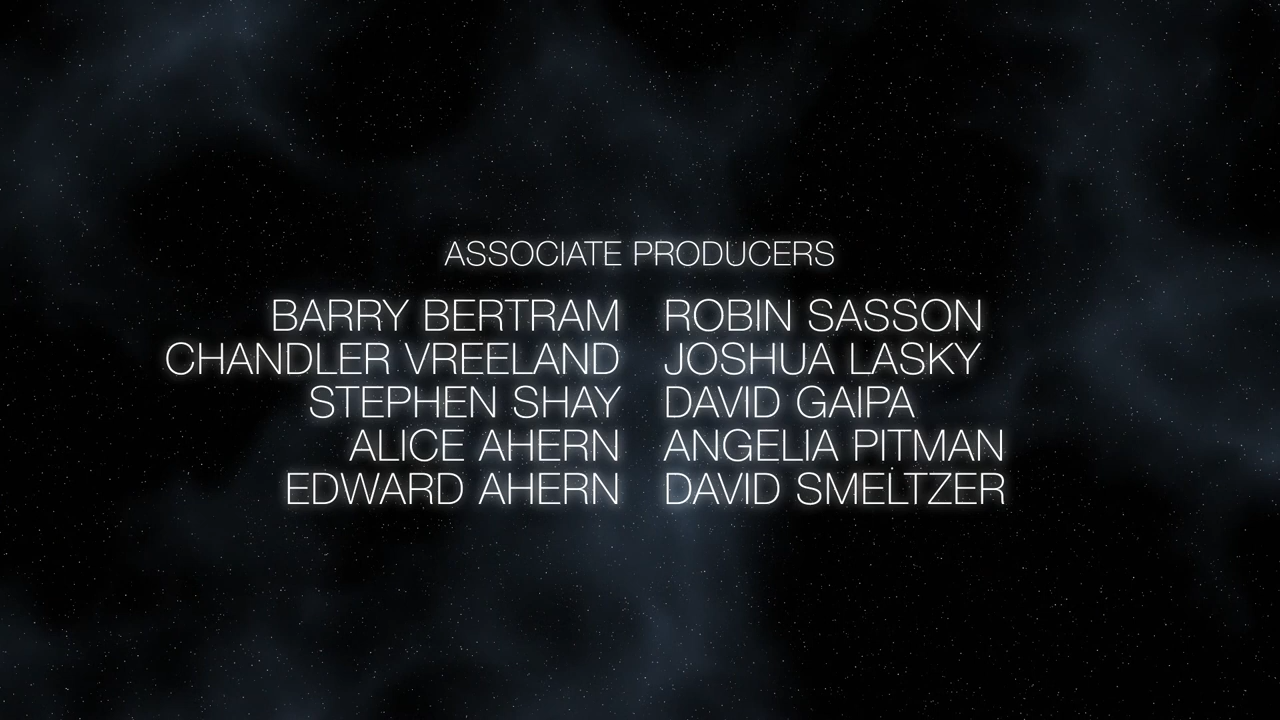 ASSOCIATE PRODUCERS
BARRY BERTRAM ROBIN SASSON
CHANDLER VREELAND JOSHUA LASKY
STEPHEN SHAY DAVID GAIPA
ALICE AHERN ANGELIA PITMAN
EDWARD AHERN DAVID SMELTZER